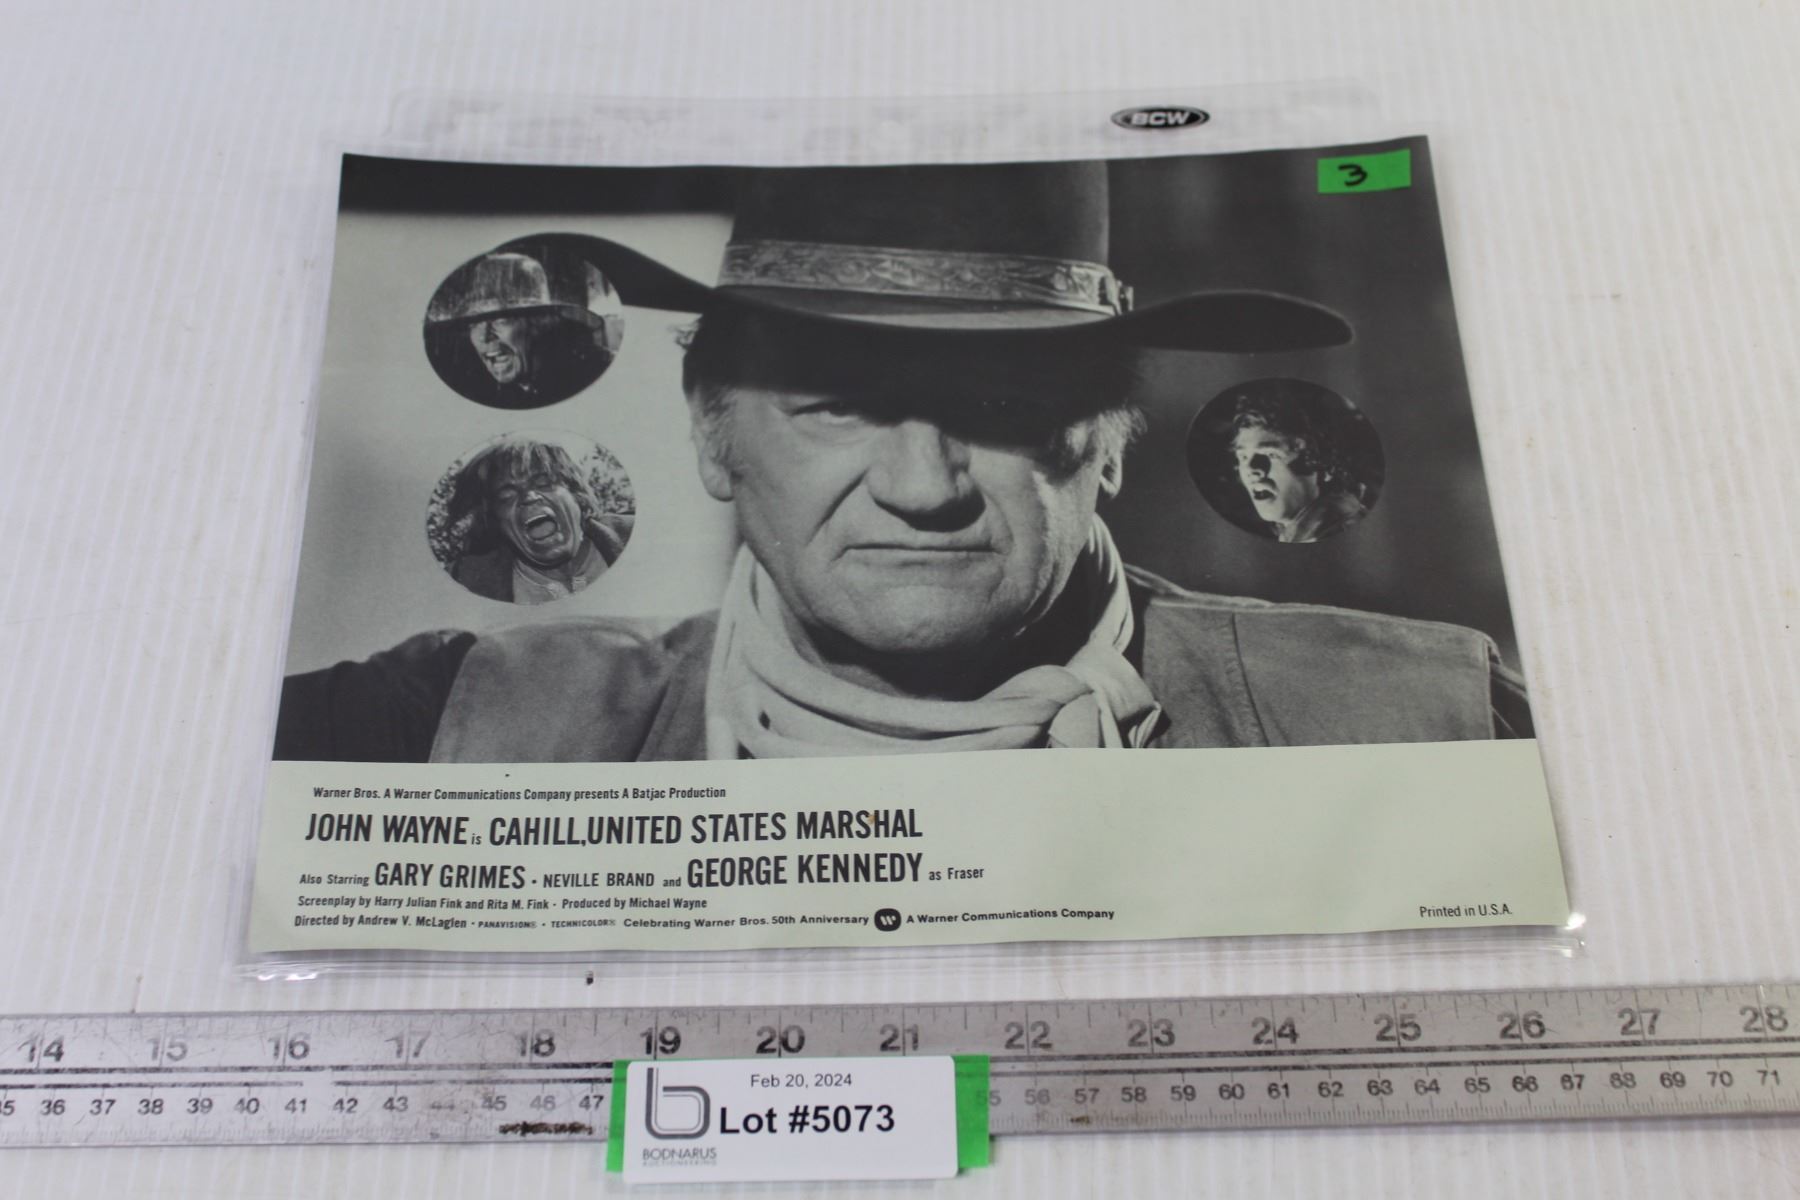 BCW
3
Warner Bros. A Warner Communications Company presents A Batjac Production
JOHN WAYNE is CAHILL, UNITED STATES MARSHAL
Also Starring GARY GRIMES · NEVILLE BRAND and GEORGE KENNEDY as Fraser
Screenplay by Harry Julian Fink and Rita M. Fink · Produced by Michael Wayne
Directed by Andrew V. McLaglen · PANAVISION® · TECHNICOLOR® Celebrating Warner Bros. 50th Anniversary A Warner Communications Company
Printed in U.S.A.
14 15 16 17 18 19 20 21 22 23 24 25 26 27 28
35 36 37 38 39 40 41 42 43 44 45 46 47 55 56 57 58 59 60 61 62 63 64 65 66 67 68 69 70 71
Feb 20, 2024
Lot #5073
BODNARUS
AUCTIONEERING